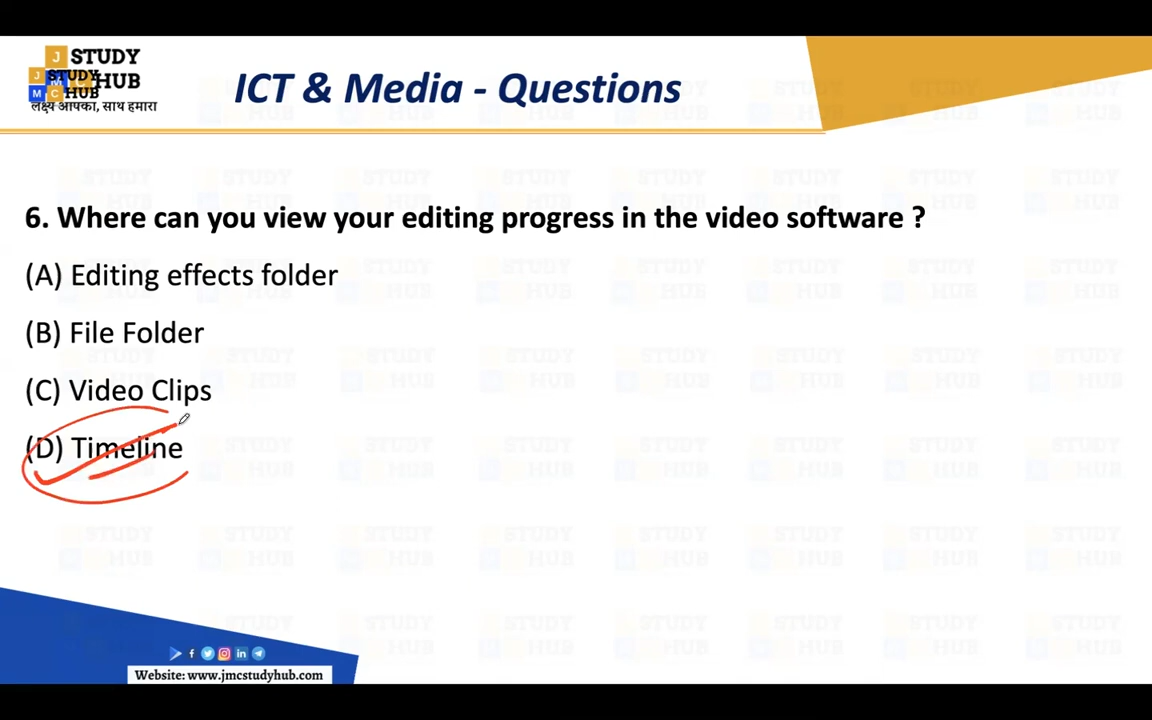 STUDY
HUB
लक्ष्य आपका, साथ हमारा
ICT & Media - Questions
6. Where can you view your editing progress in the video software ?
(A) Editing effects folder
(B) File Folder
(C) Video Clips
(D) Timeline
Website: www.jmcstudyhub.com